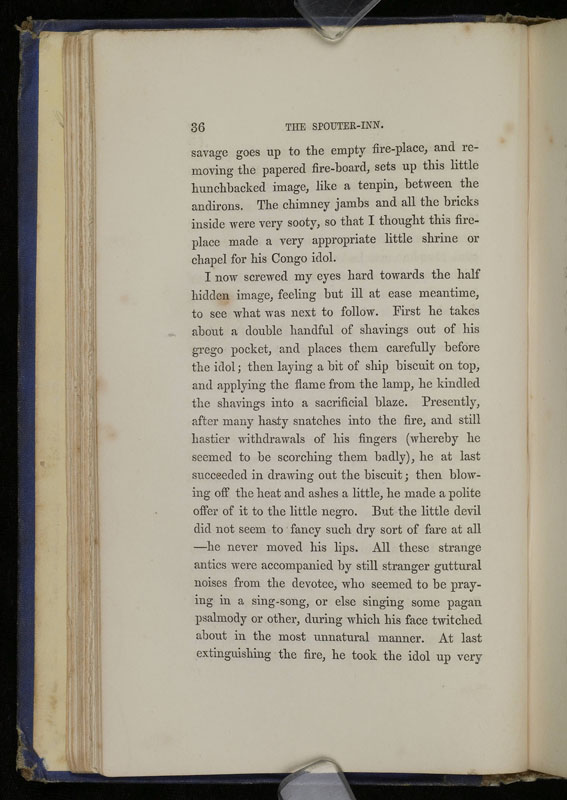 36 THE SPOUTER-INN.
savage goes up to the empty fire-place, and re-
moving the papered fire-board, sets up this little
hunchbacked image, like a tenpin, between the
andirons. The chimney jambs and all the bricks
inside were very sooty, so that I thought this fire-
place made a very appropriate little shrine or
chapel for his Congo idol.
I now screwed my eyes hard towards the half
hidden image, feeling but ill at ease meantime,
to see what was next to follow. First he takes
about a double handful of shavings out of his
grego pocket, and places them carefully before
the idol; then laying a bit of ship biscuit on top,
and applying the flame from the lamp, he kindled
the shavings into a sacrificial blaze. Presently,
after many hasty snatches into the fire, and still
hastier withdrawals of his fingers (whereby he
seemed to be scorching them badly), he at last
succeeded in drawing out the biscuit; then blow-
ing off the heat and ashes a little, he made a polite
offer of it to the little negro. But the little devil
did not seem to fancy such dry sort of fare at all
—he never moved his lips. All these strange
antics were accompanied by still stranger guttural
noises from the devotee, who seemed to be pray-
ing in a sing-song, or else singing some pagan
psalmody or other, during which his face twitched
about in the most unnatural manner. At last
extinguishing the fire, he took the idol up very